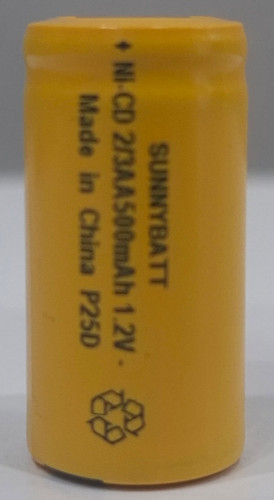 SUNNYBATT
+ Ni-CD 2/3AA500mAh 1.2V -
Made in China P25D